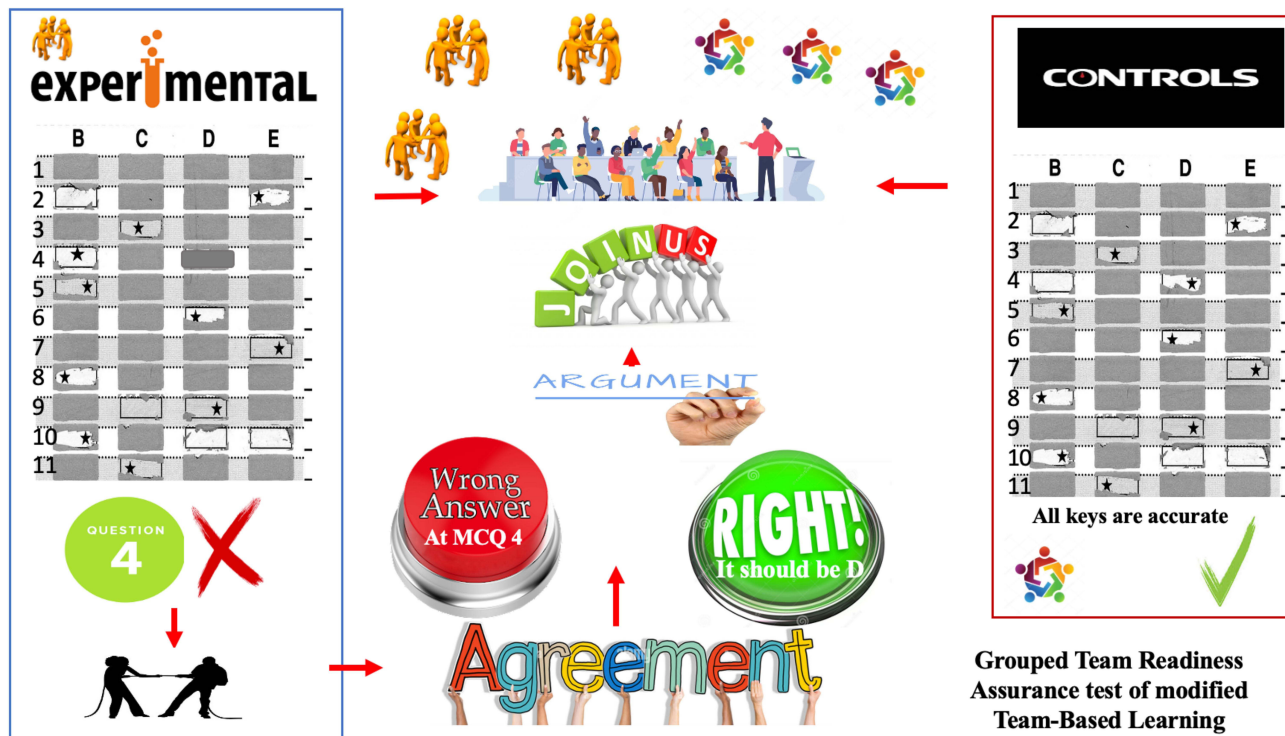 experimental
B C D E
1
2
3
4
5
6
7
8
9
10
11
QUESTION
4
JOIN US
ARGUMENT
Wrong
Answer
At MCQ 4
RIGHT!
It should be D
Agreement
CONTROLS
B C D E
1
2
3
4
5
6
7
8
9
10
11
All keys are accurate
Grouped Team Readiness
Assurance test of modified
Team-Based Learning